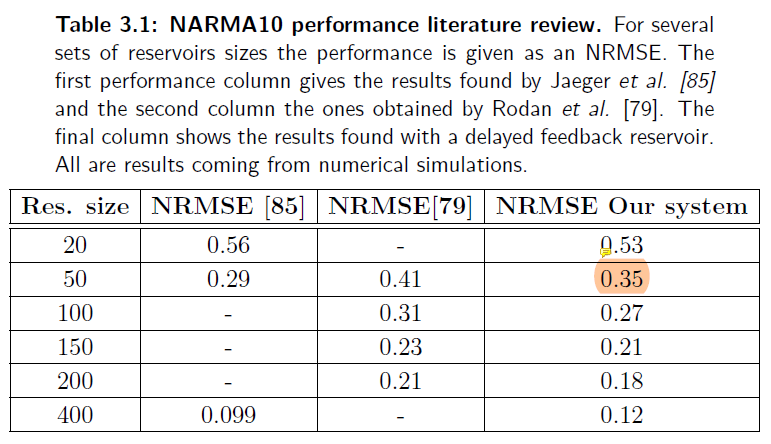 Table 3.1: NARMA10 performance literature review. For several
sets of reservoirs sizes the performance is given as an NRMSE. The
first performance column gives the results found by Jaeger et al. [85]
and the second column the ones obtained by Rodan et al. [79]. The
final column shows the results found with a delayed feedback reservoir.
All are results coming from numerical simulations.
Res. size NRMSE [85] NRMSE[79] NRMSE Our system
20 0.56 - 0.53
50 0.29 0.41 0.35
100 - 0.31 0.27
150 - 0.23 0.21
200 - 0.21 0.18
400 0.099 - 0.12